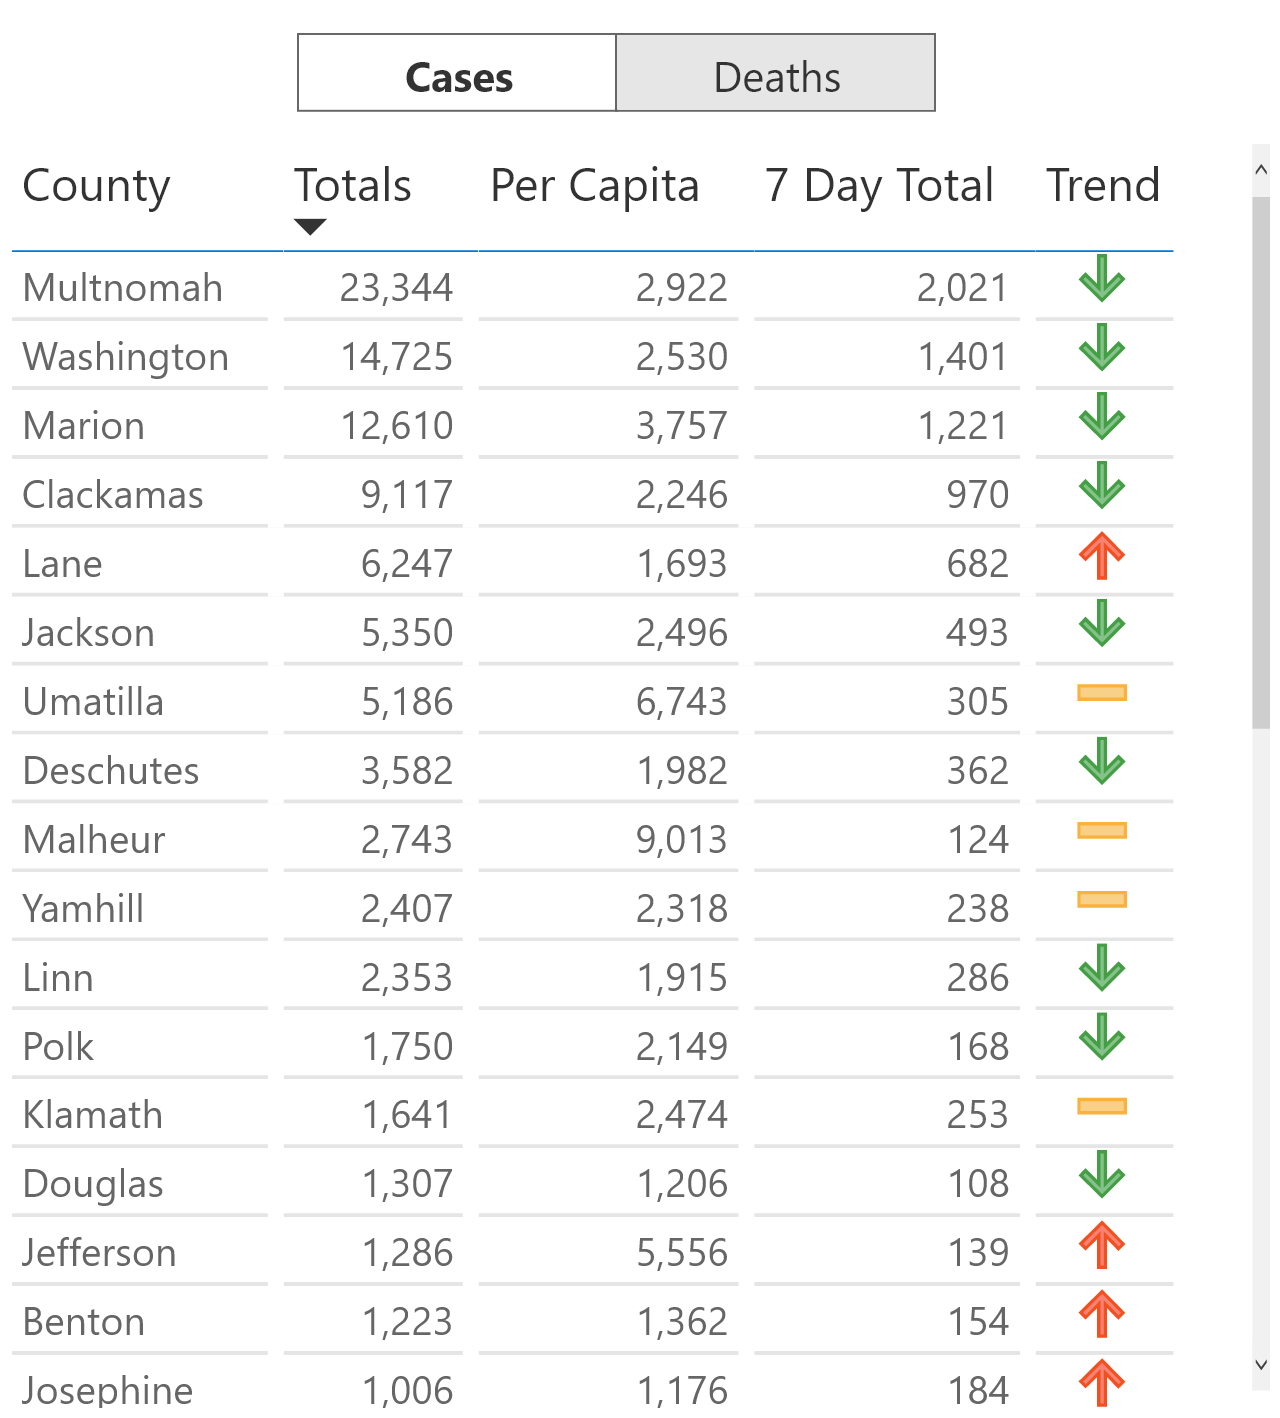 Cases Deaths
County Totals Per Capita 7 Day Total Trend
Multnomah 23,344 2,922 2,021
Washington 14,725 2,530 1,401
Marion 12,610 3,757 1,221
Clackamas 9,117 2,246 970
Lane 6,247 1,693 682
Jackson 5,350 2,496 493
Umatilla 5,186 6,743 305
Deschutes 3,582 1,982 362
Malheur 2,743 9,013 124
Yamhill 2,407 2,318 238
Linn 2,353 1,915 286
Polk 1,750 2,149 168
Klamath 1,641 2,474 253
Douglas 1,307 1,206 108
Jefferson 1,286 5,556 139
Benton 1,223 1,362 154
Josephine 1,006 1,176 184